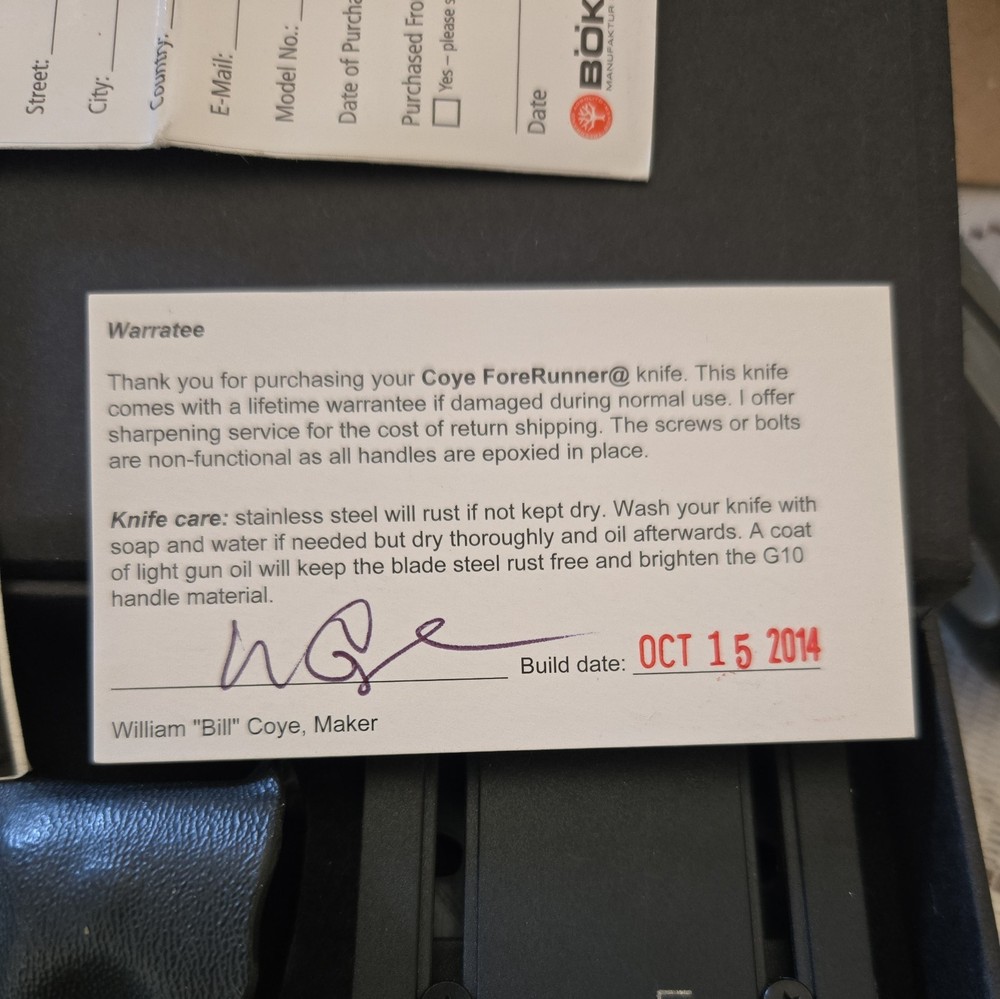 Street:
City:
Country:
E-Mail:
Model No.:
Date of Purcha
Purchased Fro
Yes – please s
Date
BÖK
MANUFAKTUR
Warratee
Thank you for purchasing your Coye ForeRunner@ knife. This knife
comes with a lifetime warrantee if damaged during normal use. I offer
sharpening service for the cost of return shipping. The screws or bolts
are non-functional as all handles are epoxied in place.
Knife care: stainless steel will rust if not kept dry. Wash your knife with
soap and water if needed but dry thoroughly and oil afterwards. A coat
of light gun oil will keep the blade steel rust free and brighten the G10
handle material.
Build date: OCT 15 2014
William "Bill" Coye, Maker